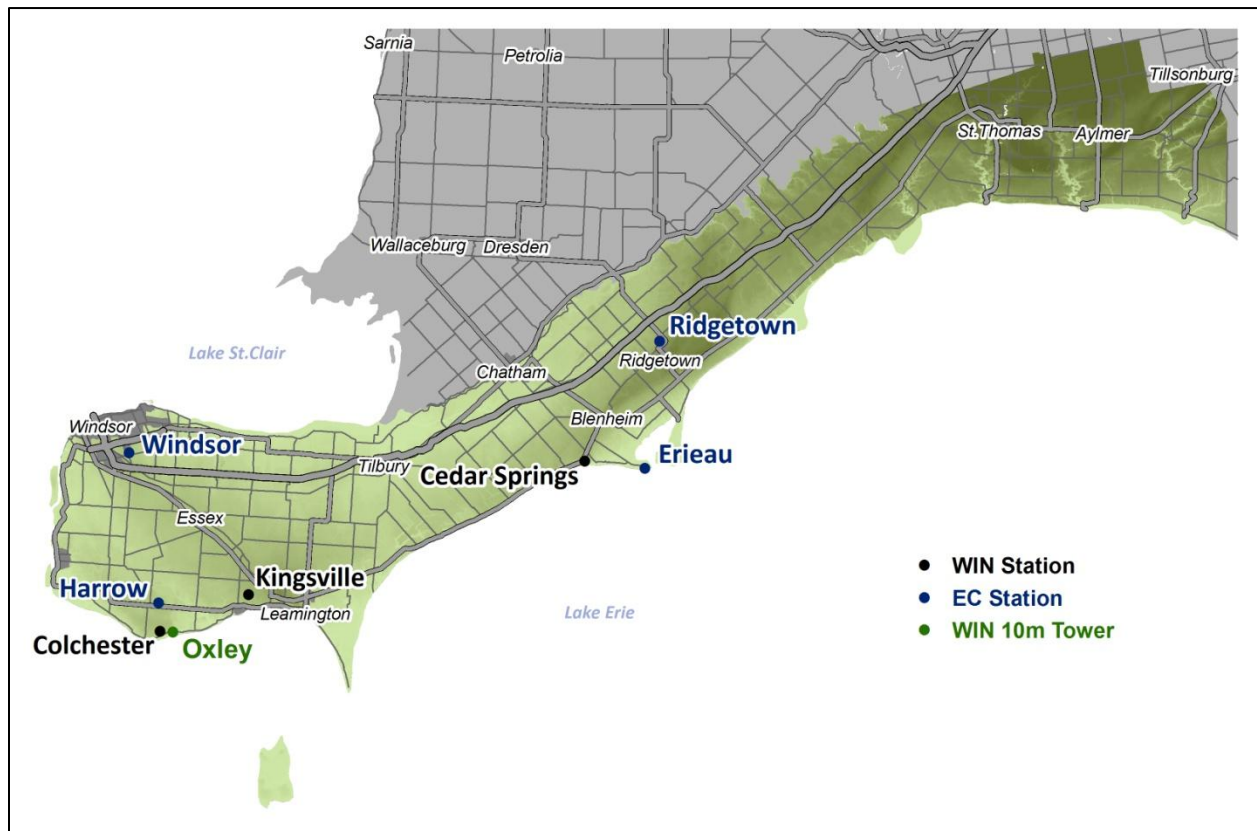 Sarnia
Petrolia
Tillsonburg
St.Thomas
Aylmer
Wallaceburg
Dresden
Ridgetown
Lake St.Clair
Ridgetown
Chatham
Blenheim
Windsor
Windsor
Erieau
Tilbury
Cedar Springs
Essex
WIN Station
Kingsville
Harrow
EC Station
Leamington
Lake Erie
WIN 10m Tower
Colchester
Oxley